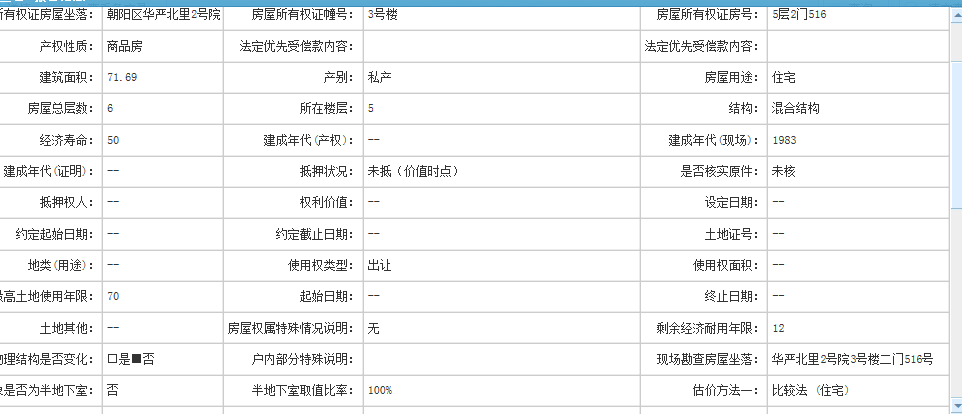 所有权证房屋坐落: 朝阳区华严北里2号院 房屋所有权证幢号: 3号楼 房屋所有权证房号: 5层2门516
产权性质: 商品房 法定优先受偿款内容: 法定优先受偿款内容:
建筑面积: 71.69 产别: 私产 房屋用途: 住宅
房屋总层数: 6 所在楼层: 5 结构: 混合结构
经济寿命: 50 建成年代(产权): -- 建成年代(现场): 1983
建成年代(证明): -- 抵押状况: 未抵(价值时点) 是否核实原件: 未核
抵押权人: -- 权利价值: -- 设定日期: --
约定起始日期: -- 约定截止日期: -- 土地证号: --
地类(用途): -- 使用权类型: 出让 使用权面积: --
最高土地使用年限: 70 起始日期: -- 终止日期: --
土地其他: -- 房屋权属特殊情况说明: 无 剩余经济耐用年限: 12
物理结构是否变化: □是■否 户内部分特殊说明: 现场勘查房屋坐落: 华严北里2号院3号楼二门516号
是否为半地下室: 否 半地下室取值比率: 100% 估价方法一: 比较法 (住宅)